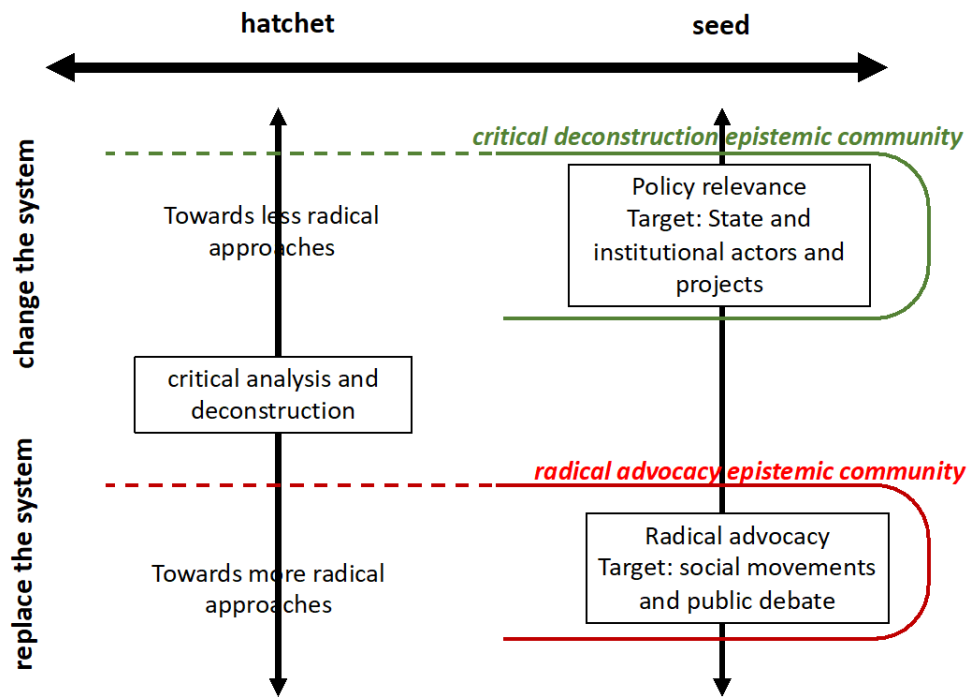 hatchet
seed
change the system
critical deconstruction epistemic community
Towards less radical
approaches
Policy relevance
Target: State and
institutional actors and
projects
critical analysis and
deconstruction
replace the system
radical advocacy epistemic community
Towards more radical
approaches
Radical advocacy
Target: social movements
and public debate